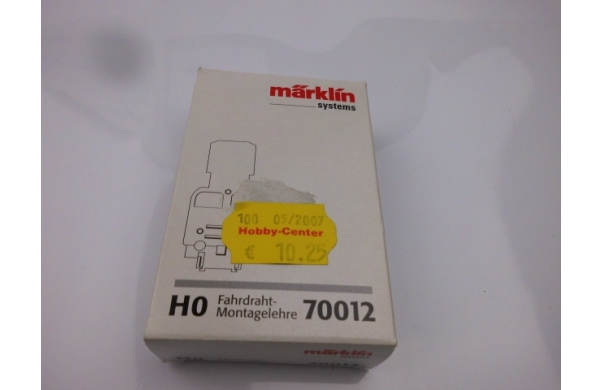 märklin
systems
100 05/2007
Hobby-Center
€ 10.25
H0 Fahrdraht-
Montagelehre 70012
märklin